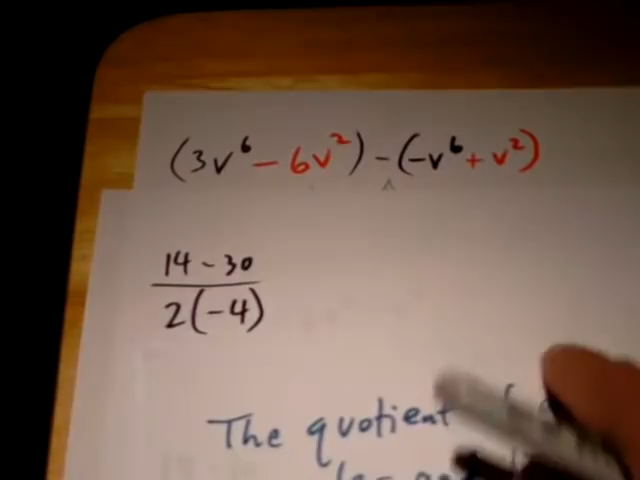 (3v⁶ - 6v²) - (-v⁶ + v²)
14 - 30
2(-4)
The quotient